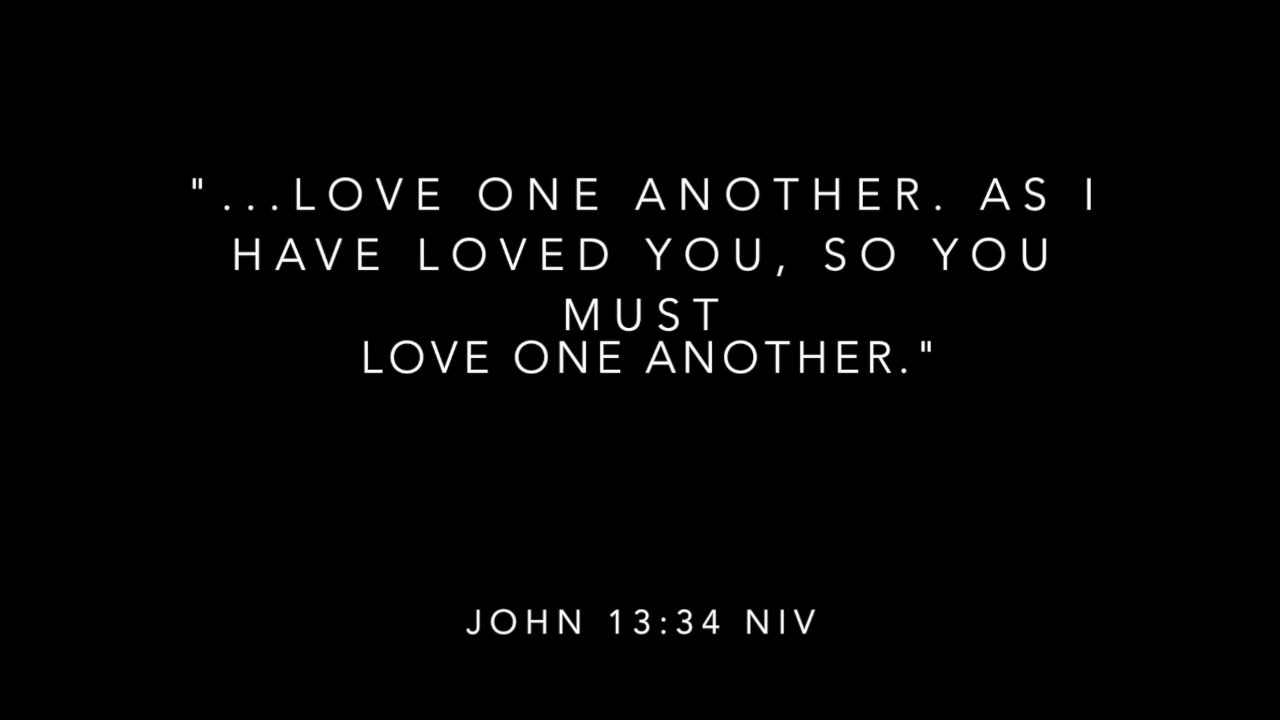 "...LOVE ONE ANOTHER. AS I
HAVE LOVED YOU, SO YOU
MUST
LOVE ONE ANOTHER."
JOHN 13:34 NIV